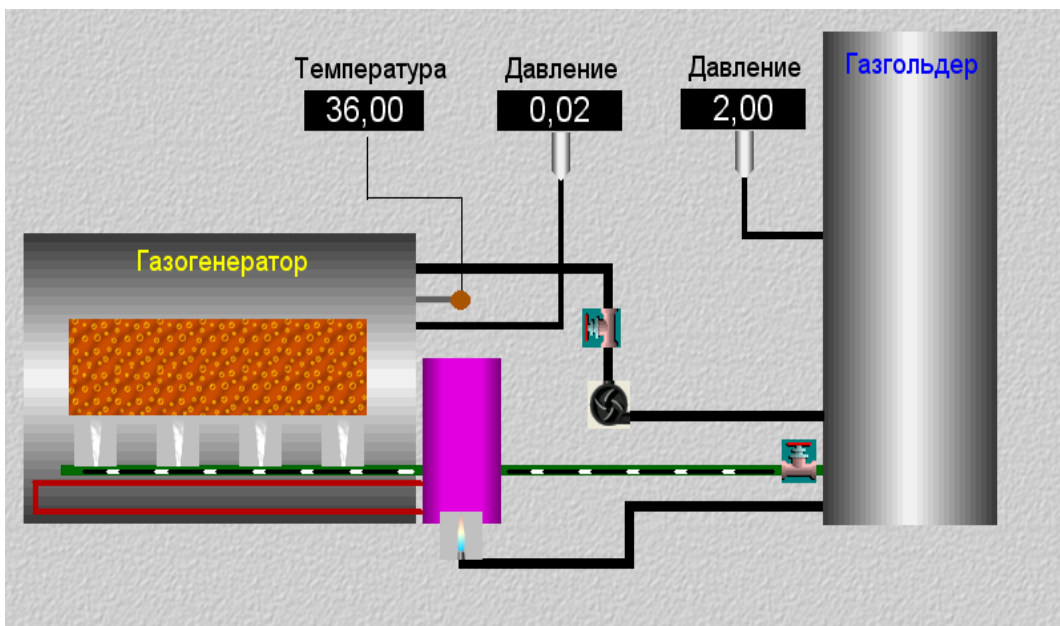 Температура
Давление
Давление
Газгольдер
36,00
0,02
2,00
Газогенератор